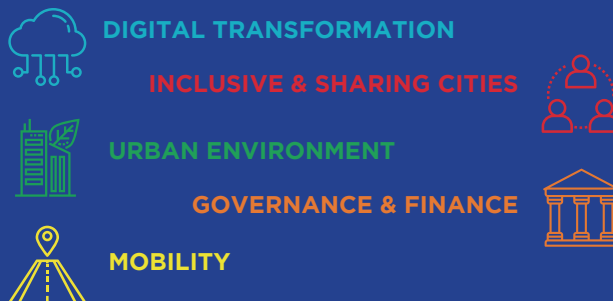 DIGITAL TRANSFORMATION
INCLUSIVE & SHARING CITIES
URBAN ENVIRONMENT
GOVERNANCE & FINANCE
MOBILITY